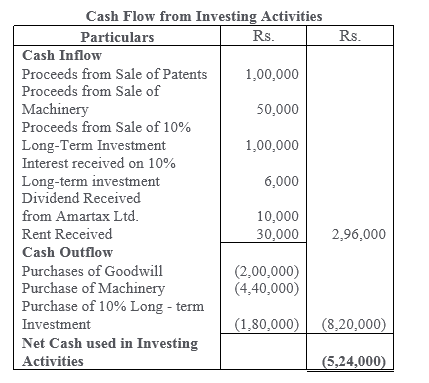 Cash Flow from Investing Activities
Particulars Rs. Rs.
Cash Inflow
Proceeds from Sale of Patents 1,00,000
Proceeds from Sale of
Machinery 50,000
Proceeds from Sale of 10%
Long-Term Investment 1,00,000
Interest received on 10%
Long-term investment 6,000
Dividend Received
from Amartax Ltd. 10,000
Rent Received 30,000 2,96,000
Cash Outflow
Purchases of Goodwill (2,00,000)
Purchase of Machinery (4,40,000)
Purchase of 10% Long - term
Investment (1,80,000) (8,20,000)
Net Cash used in Investing
Activities (5,24,000)